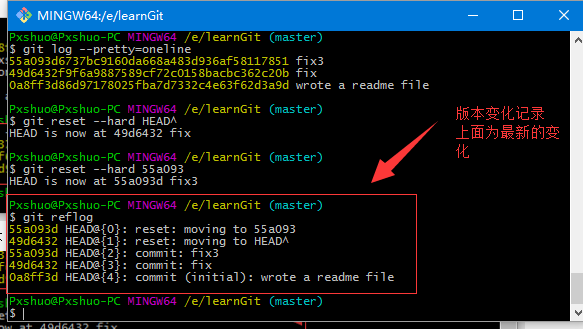 MINGW64:/e/learnGit
Pxshuo@Pxshuo-PC MINGW64 /e/learnGit (master)
$ git log --pretty=oneline
55a093d6737bc9160da668a483d936af58117851 fix3
49d6432f9f6a9887589cf72c0158bacbc362c20b fix
0a8ff3d86d97178025fba7d7332c4e63f62d3a9d wrote a readme file
Pxshuo@Pxshuo-PC MINGW64 /e/learnGit (master)
$ git reset --hard HEAD^
HEAD is now at 49d6432 fix
Pxshuo@Pxshuo-PC MINGW64 /e/learnGit (master)
$ git reset --hard 55a093
HEAD is now at 55a093d fix3
版本变化记录
上面为最新的变
化
Pxshuo@Pxshuo-PC MINGW64 /e/learnGit (master)
$ git reflog
55a093d HEAD@{0}: reset: moving to 55a093
49d6432 HEAD@{1}: reset: moving to HEAD^
55a093d HEAD@{2}: commit: fix3
49d6432 HEAD@{3}: commit: fix
0a8ff3d HEAD@{4}: commit (initial): wrote a readme file
Pxshuo@Pxshuo-PC MINGW64 /e/learnGit (master)
$
at 49d6432 fix